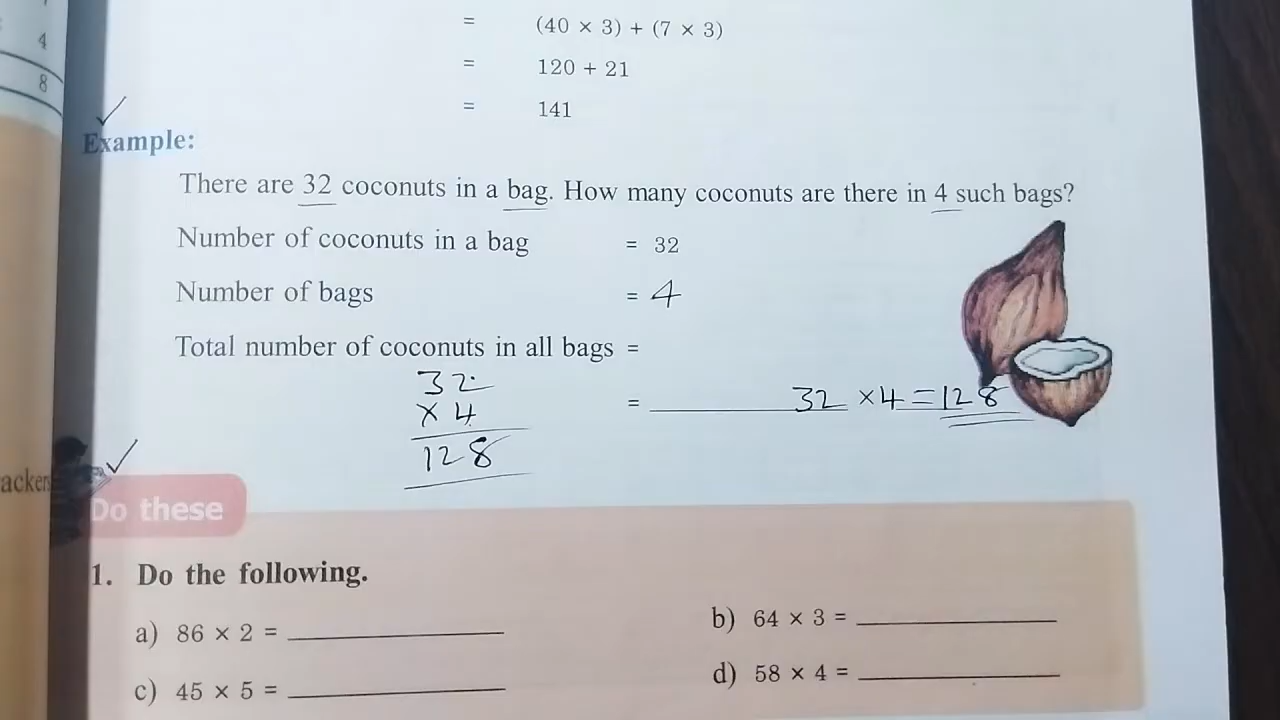 4
8
= (40 × 3) + (7 × 3)
= 120 + 21
= 141
Example:
There are 32 coconuts in a bag. How many coconuts are there in 4 such bags?
Number of coconuts in a bag = 32
Number of bags = 4
Total number of coconuts in all bags =
32
× 4
128
= 32 × 4 = 128
Do these
1. Do the following.
a) 86 × 2 =
b) 64 × 3 =
c) 45 × 5 =
d) 58 × 4 =